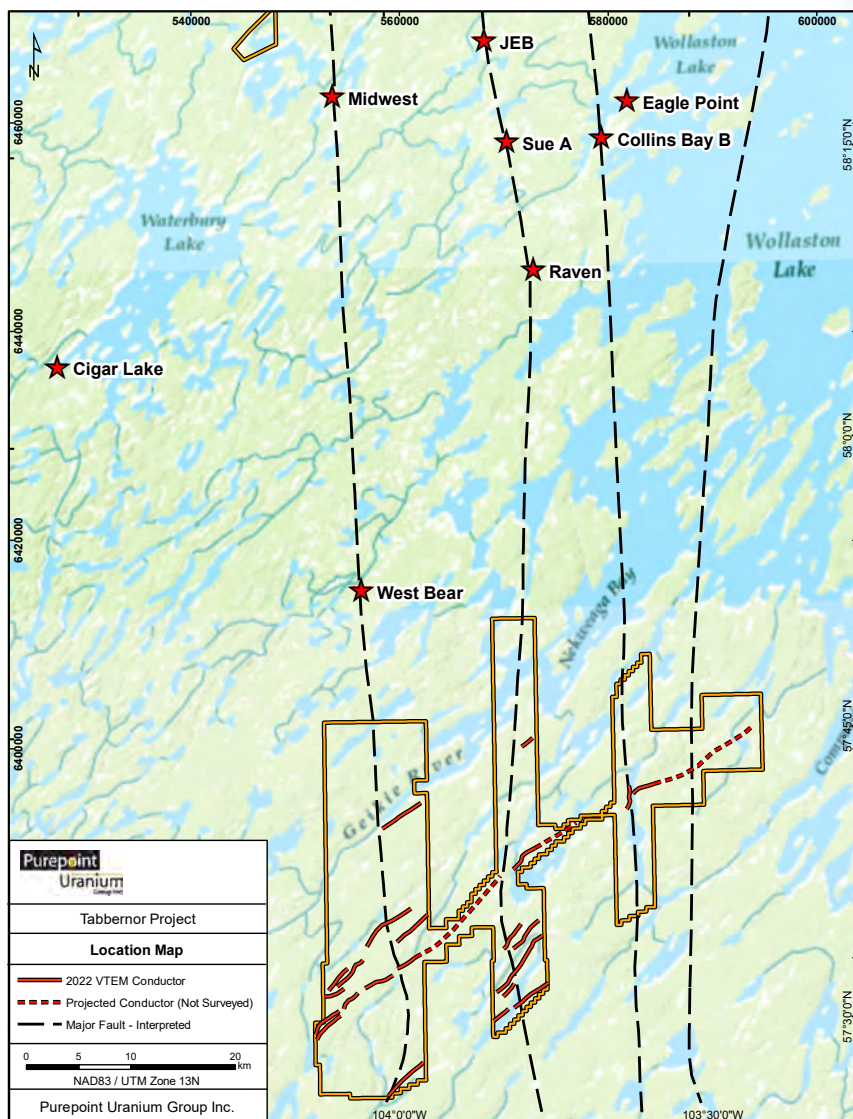 540000
560000
580000
600000
N
Wollaston
Lake
JEB
Midwest
Eagle Point
6460000
Sue A
Collins Bay B
58°15'0"N
Waterbury
Lake
Wollaston
Lake
Raven
6440000
Cigar Lake
58°0'0"N
6420000
West Bear
Nekweaga Bay
57°45'0"N
6400000
Geikie River
Comp
Purepoint
Uranium
Group Inc.
Tabbernor Project
Location Map
2022 VTEM Conductor
Projected Conductor (Not Surveyed)
Major Fault - Interpreted
0 5 10 20
km
NAD83 / UTM Zone 13N
Purepoint Uranium Group Inc.
57°30'0"N
104°0'0"W
103°30'0"W